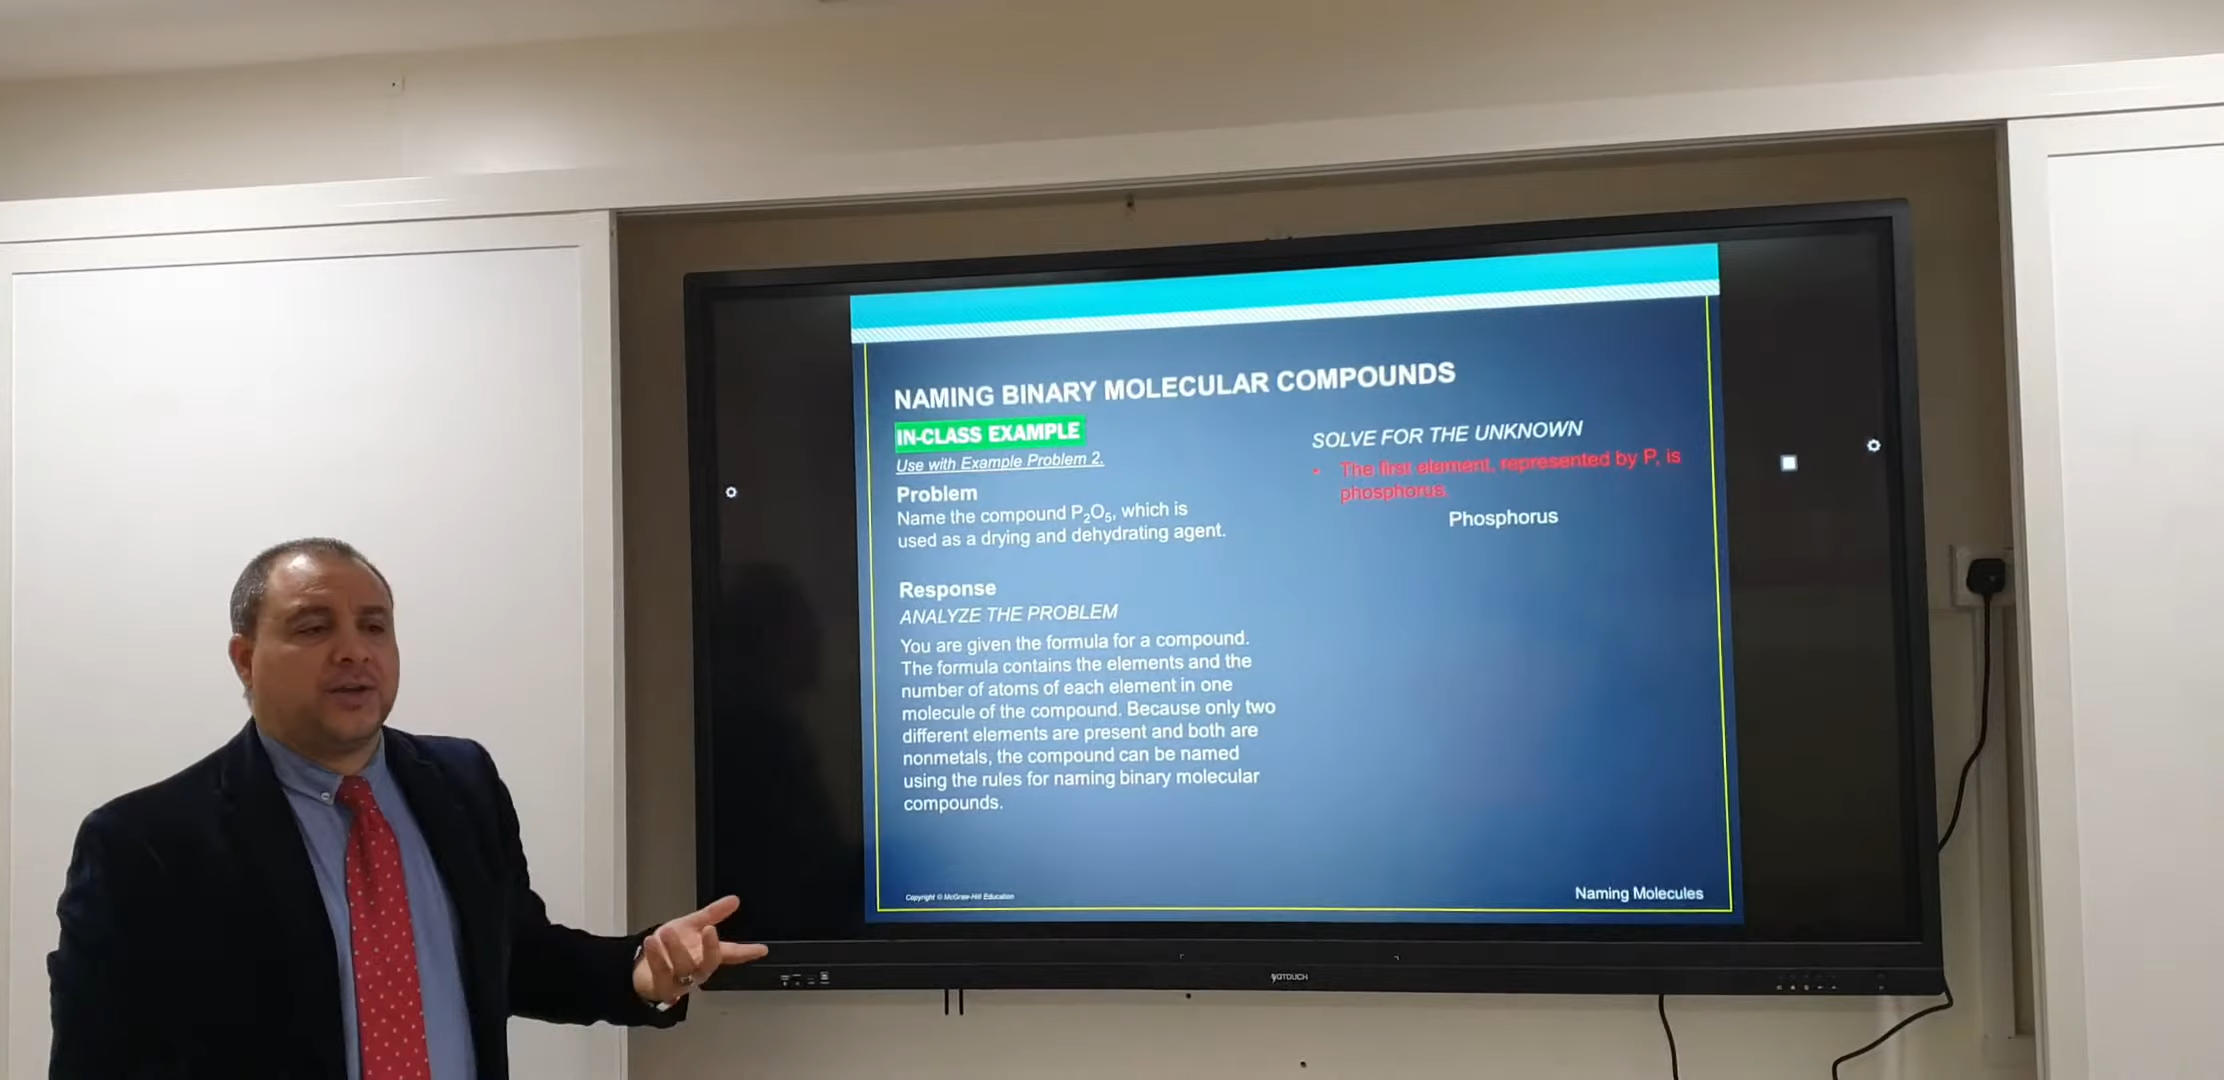 NAMING BINARY MOLECULAR COMPOUNDS
IN-CLASS EXAMPLE
Use with Example Problem 2.
Problem
Name the compound P₂O₅, which is
used as a drying and dehydrating agent.
Response
ANALYZE THE PROBLEM
You are given the formula for a compound.
The formula contains the elements and the
number of atoms of each element in one
molecule of the compound. Because only two
different elements are present and both are
nonmetals, the compound can be named
using the rules for naming binary molecular
compounds.
SOLVE FOR THE UNKNOWN
• The first element, represented by P, is
phosphorus.
Phosphorus
Copyright © McGraw-Hill Education
Naming Molecules